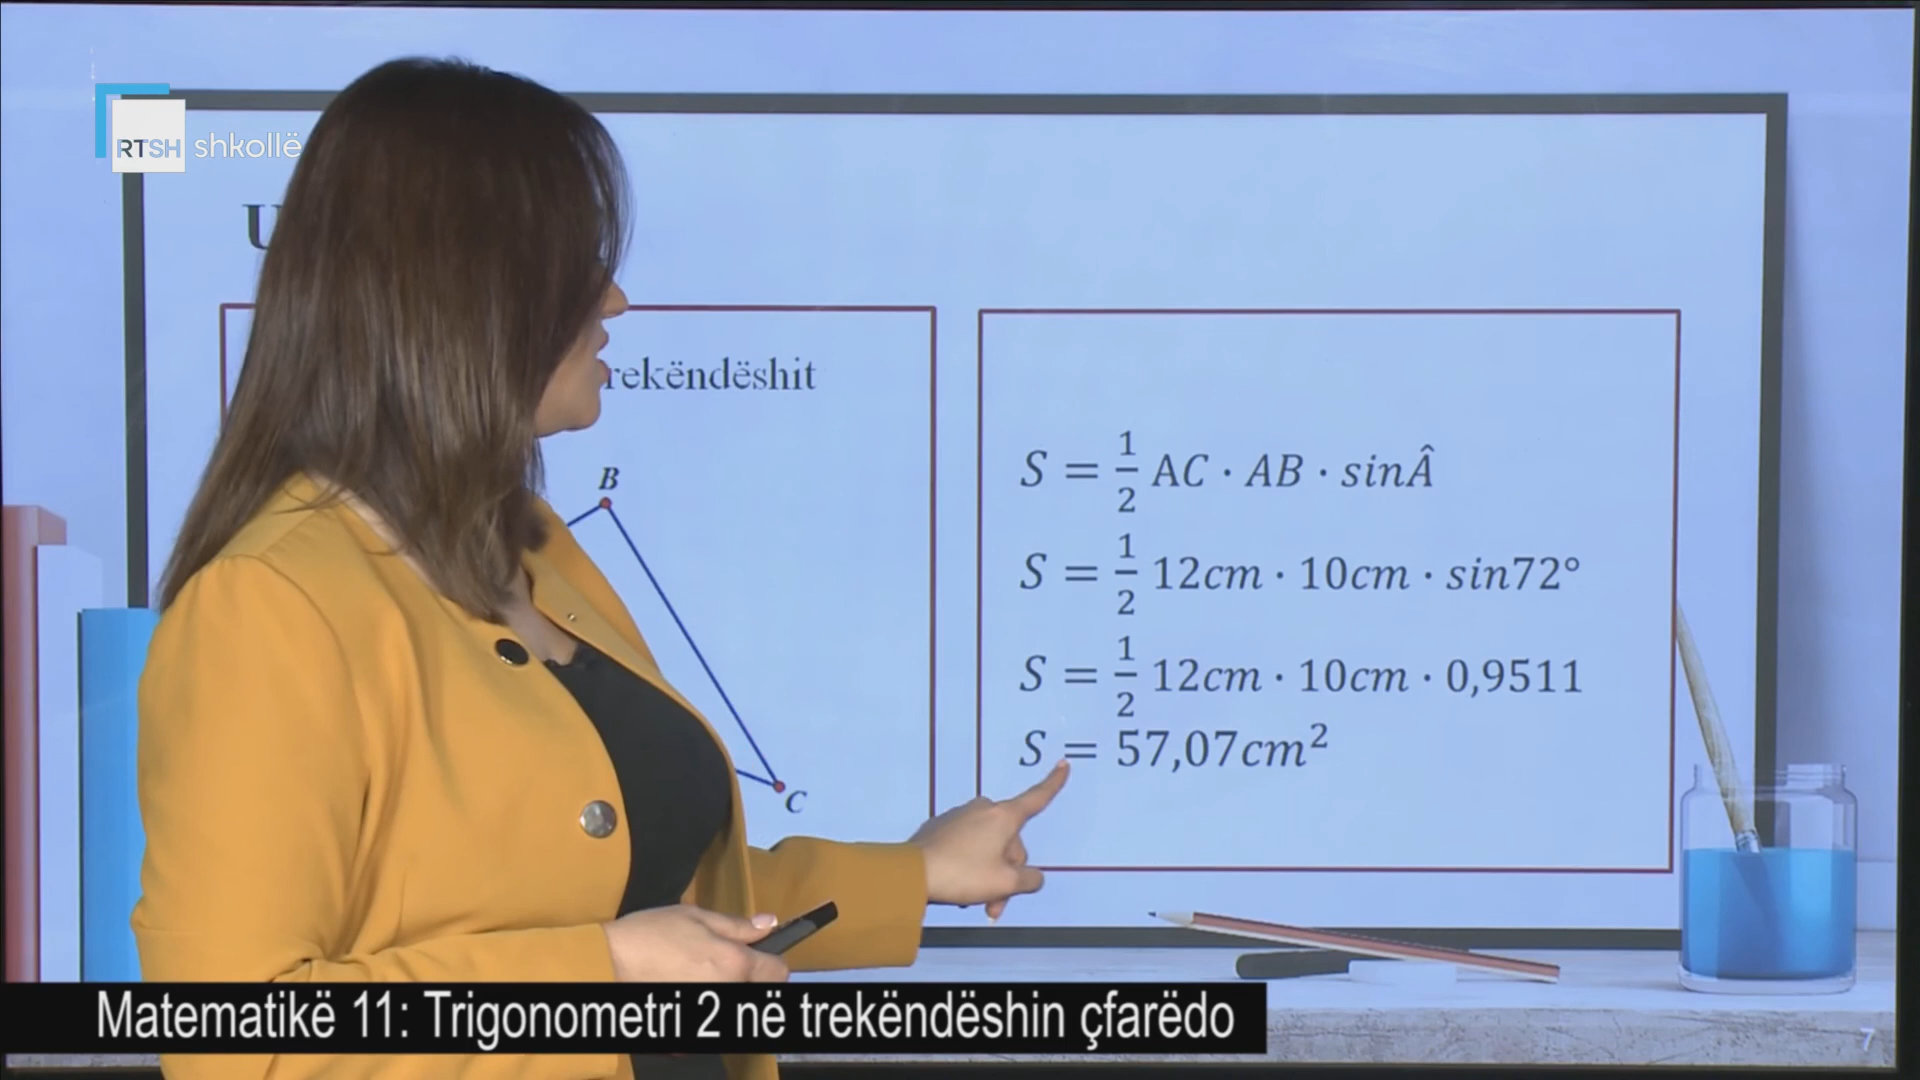 RTSH shkollë
rekëndëshit
B
C
S = 1/2 AC · AB · sinÂ
S = 1/2 12cm · 10cm · sin72°
S = 1/2 12cm · 10cm · 0,9511
S = 57,07cm²
Matematikë 11: Trigonometri 2 në trekëndëshin çfarëdo
7